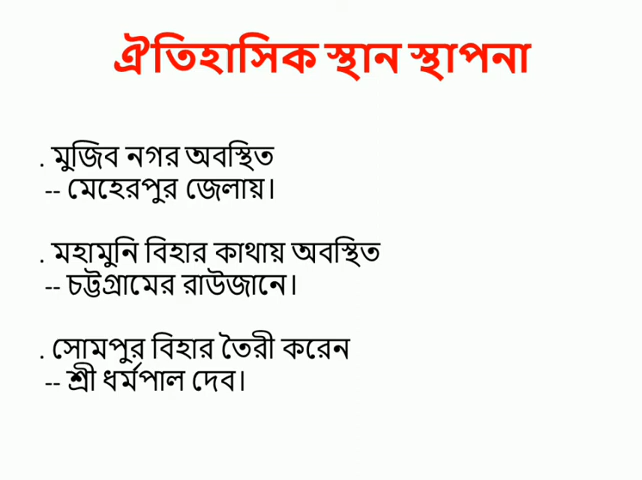 ঐতিহাসিক স্থান স্থাপনা
. মুজিব নগর অবস্থিত
-- মেহেরপুর জেলায়।
. মহামুনি বিহার কাথায় অবস্থিত
-- চট্টগ্রামের রাউজানে।
. সোমপুর বিহার তৈরী করেন
-- শ্রী ধর্মপাল দেব।